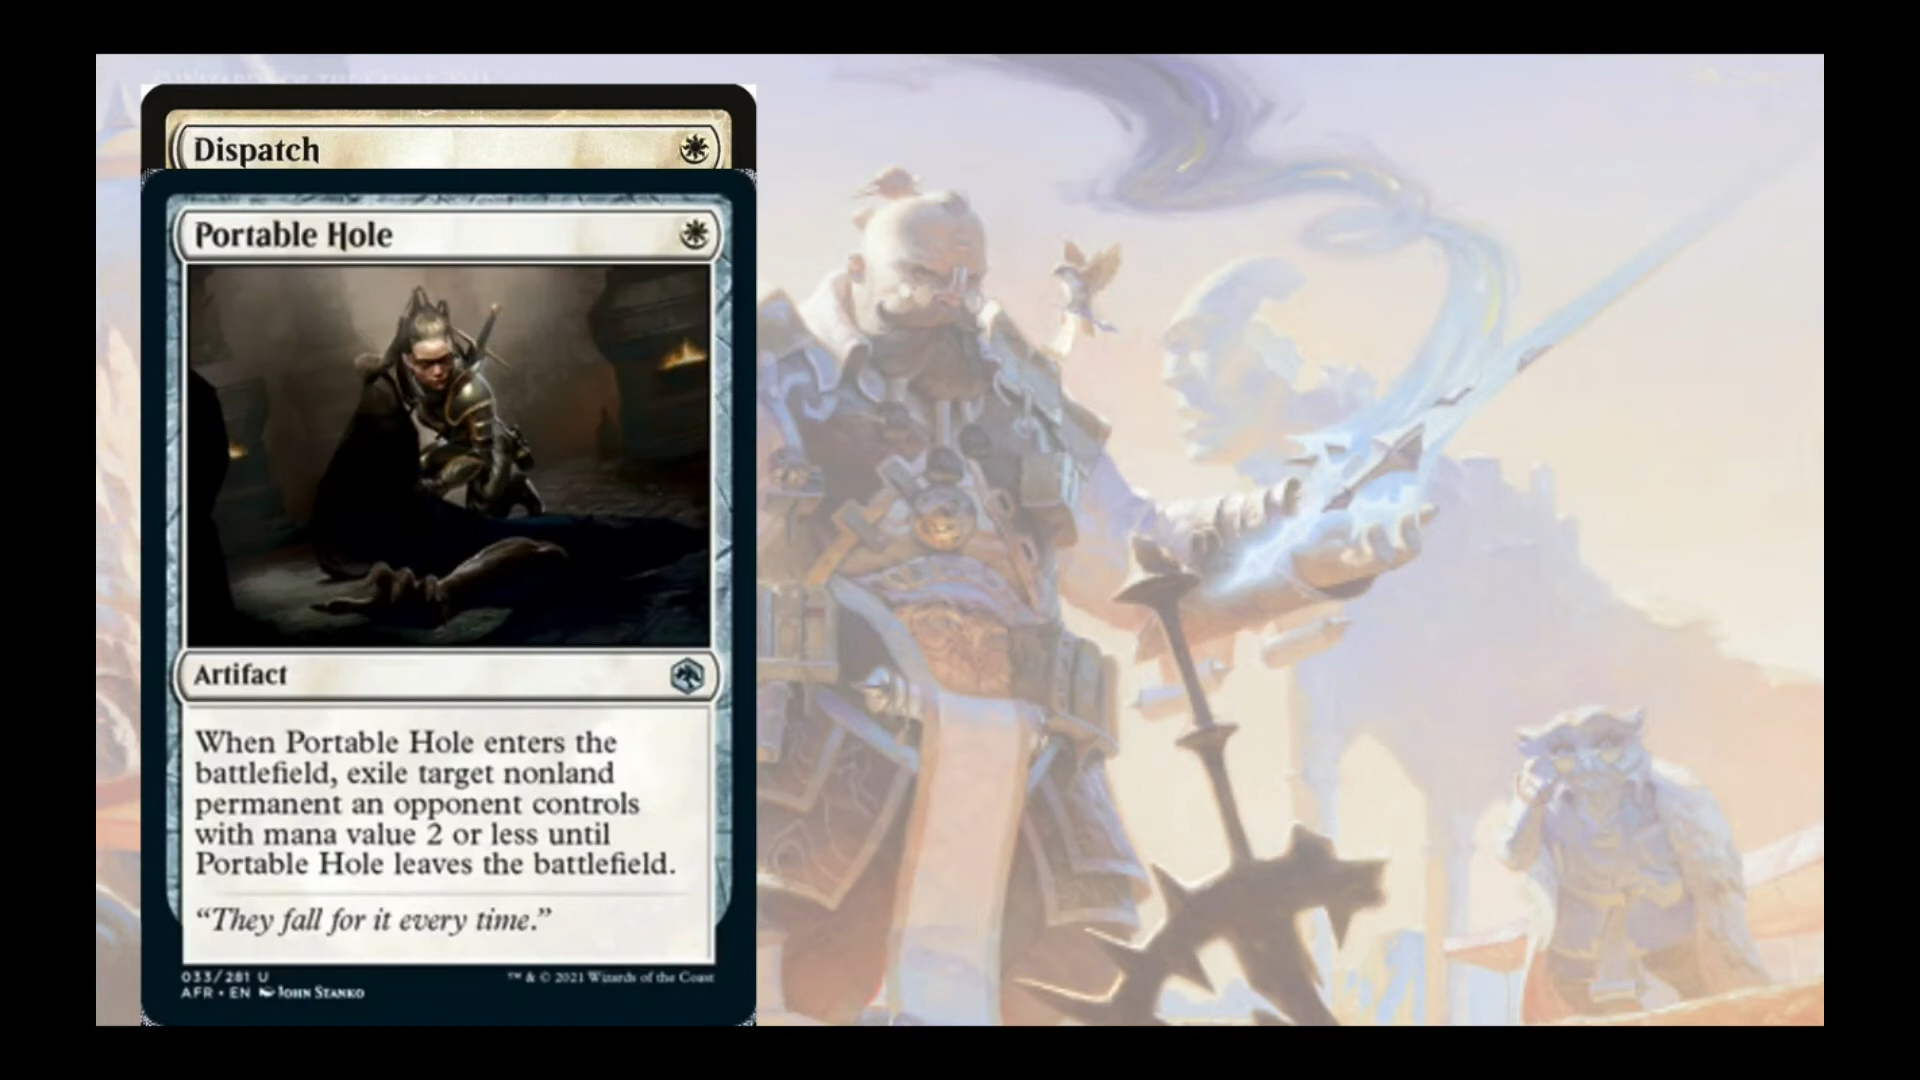 Dispatch
Portable Hole
Artifact
When Portable Hole enters the
battlefield, exile target nonland
permanent an opponent controls
with mana value 2 or less until
Portable Hole leaves the battlefield.
“They fall for it every time.”
033/281 U
™ & © 2021 Wizards of the Coast
AFR • EN John Stanko